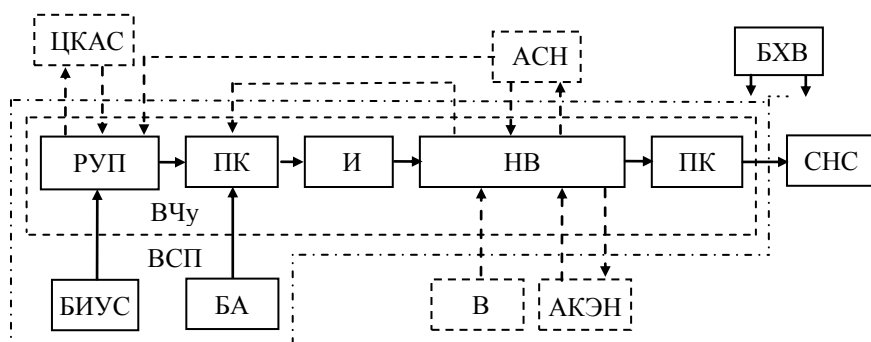 ЦКАС
АСН
БХВ
РУП
ПК
И
НВ
ПК
СНС
ВЧу
ВСП
БИУС
БА
В
АКЭН